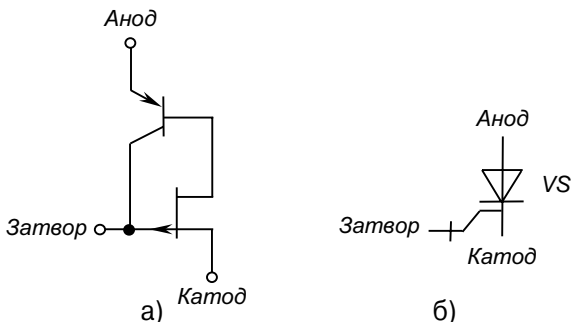 Анод
Затвор
Катод
а)
Анод
VS
Затвор
Катод
б)